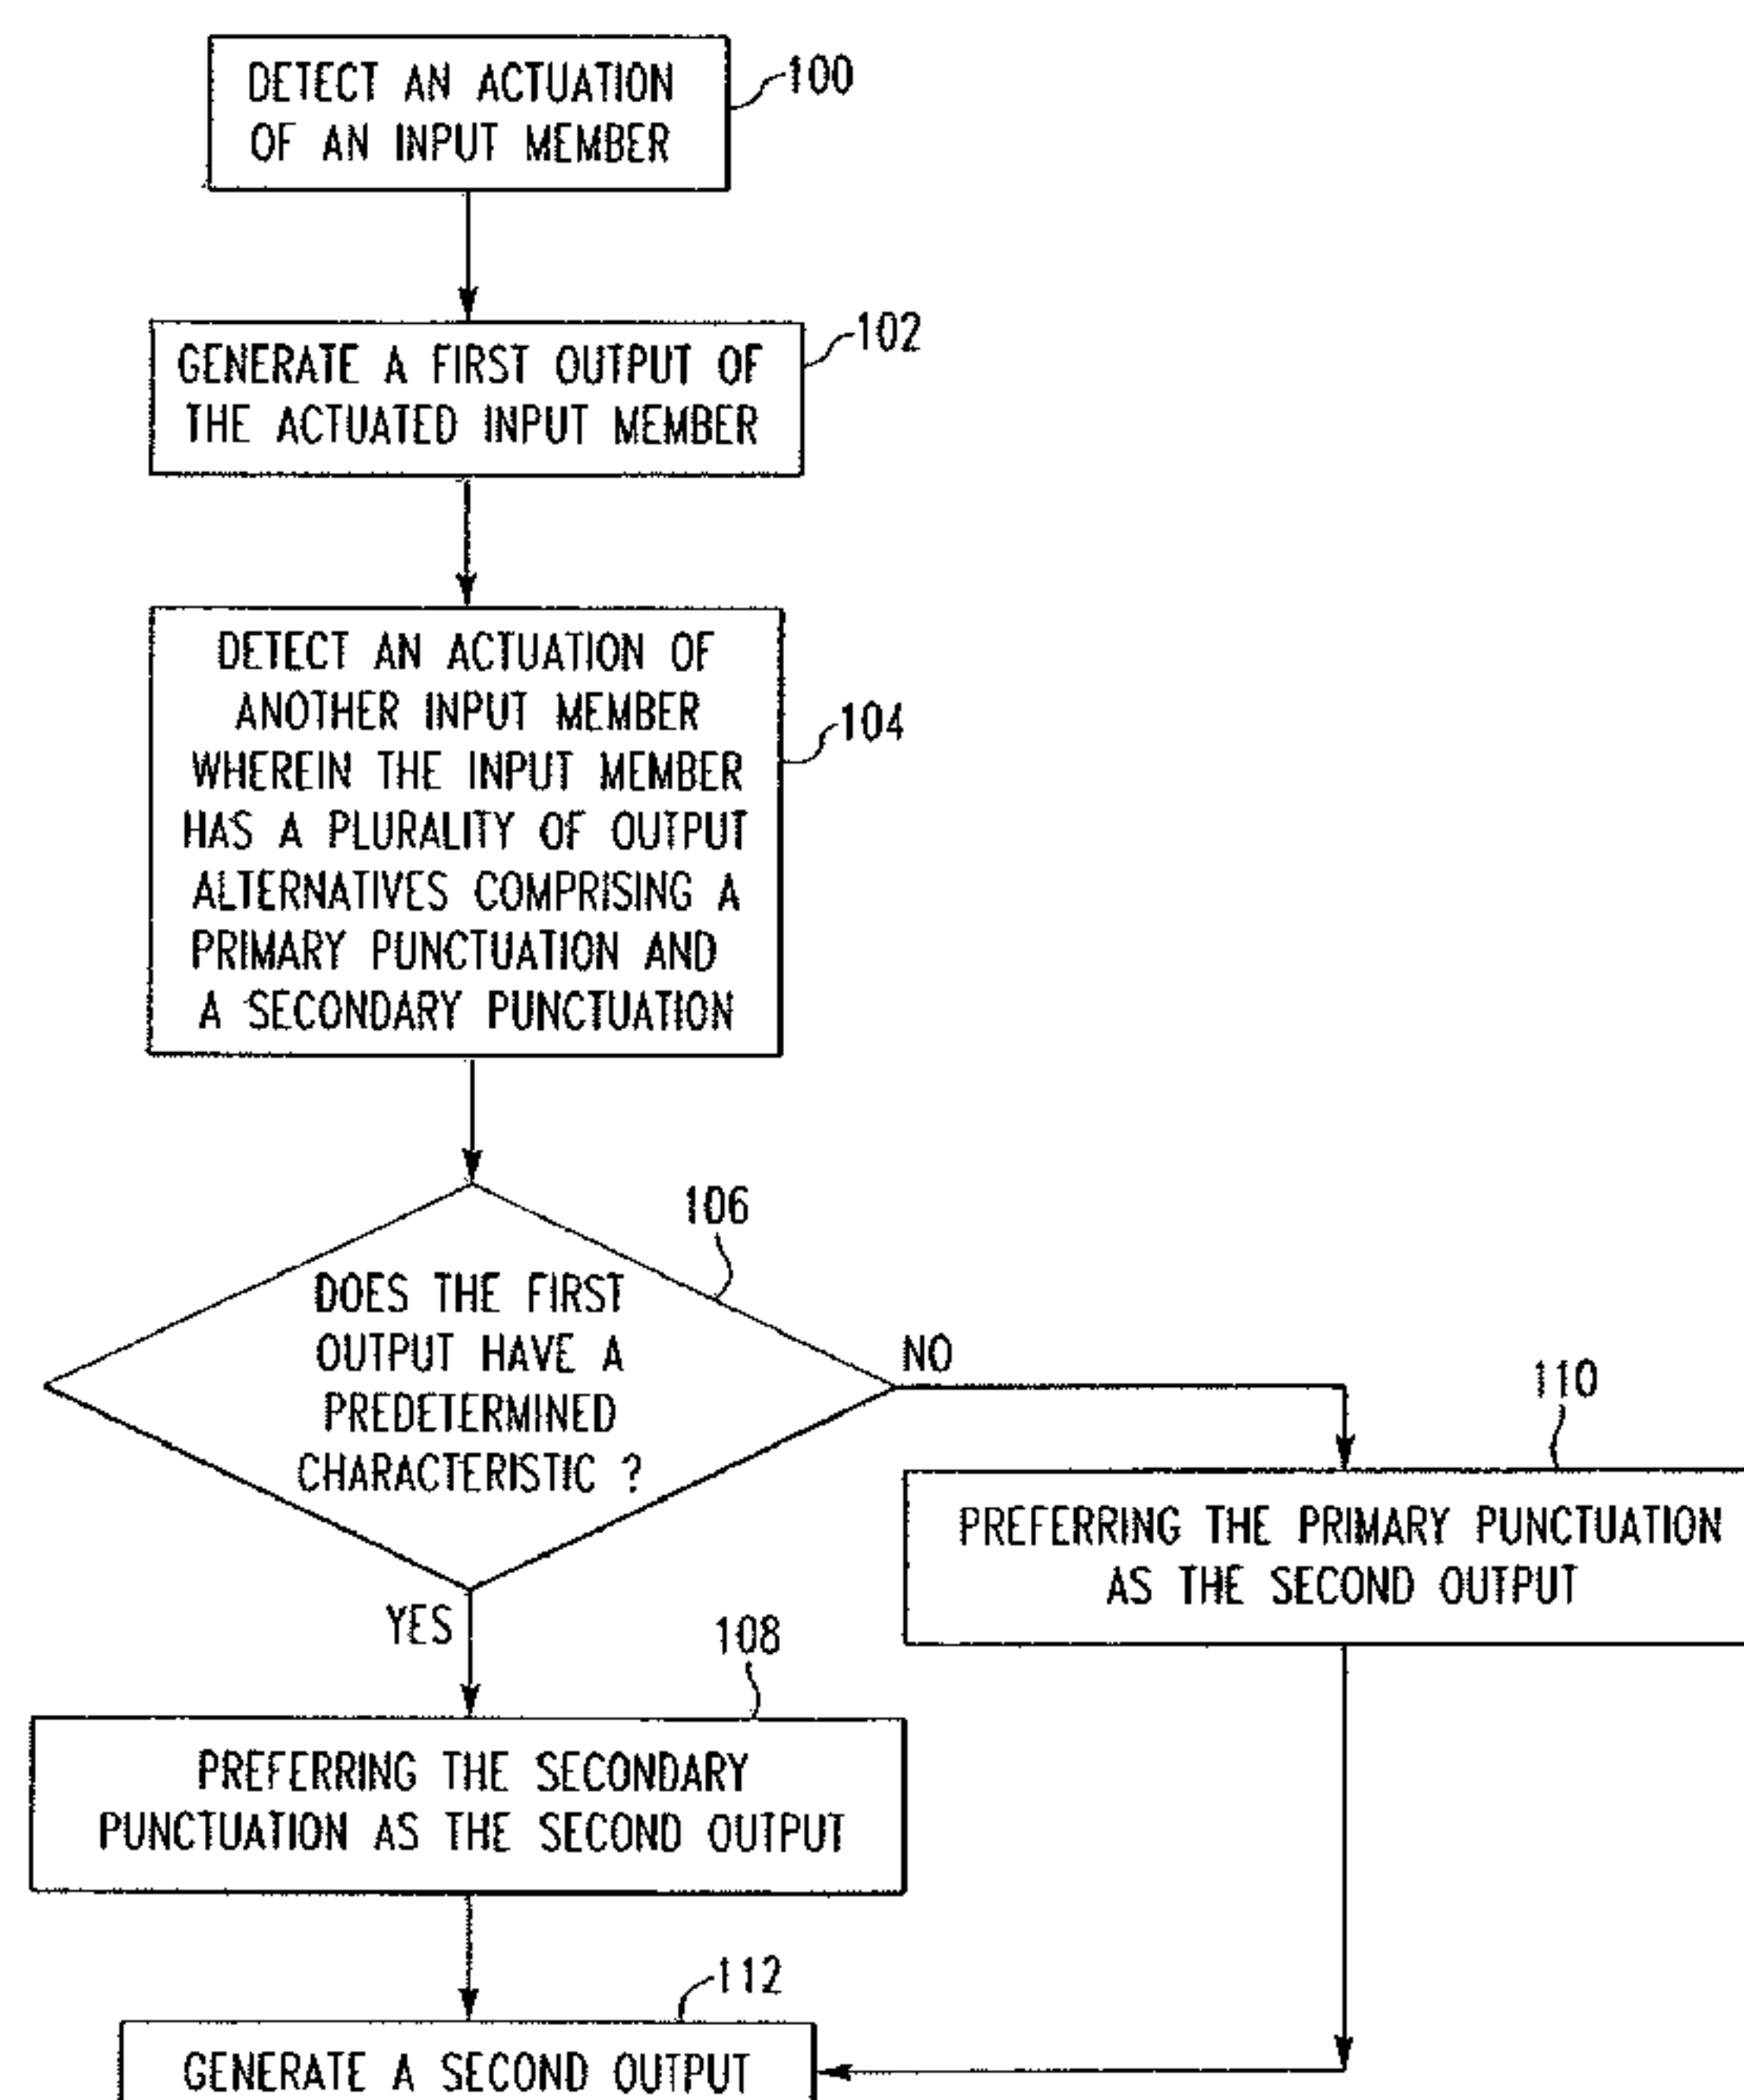 DETECT AN ACTUATION
OF AN INPUT MEMBER
100
GENERATE A FIRST OUTPUT OF
THE ACTUATED INPUT MEMBER
102
DETECT AN ACTUATION OF
ANOTHER INPUT MEMBER
WHEREIN THE INPUT MEMBER
HAS A PLURALITY OF OUTPUT
ALTERNATIVES COMPRISING A
PRIMARY PUNCTUATION AND
A SECONDARY PUNCTUATION
104
106
DOES THE FIRST
OUTPUT HAVE A
PREDETERMINED
CHARACTERISTIC ?
NO
110
PREFERRING THE PRIMARY PUNCTUATION
AS THE SECOND OUTPUT
YES
108
PREFERRING THE SECONDARY
PUNCTUATION AS THE SECOND OUTPUT
112
GENERATE A SECOND OUTPUT